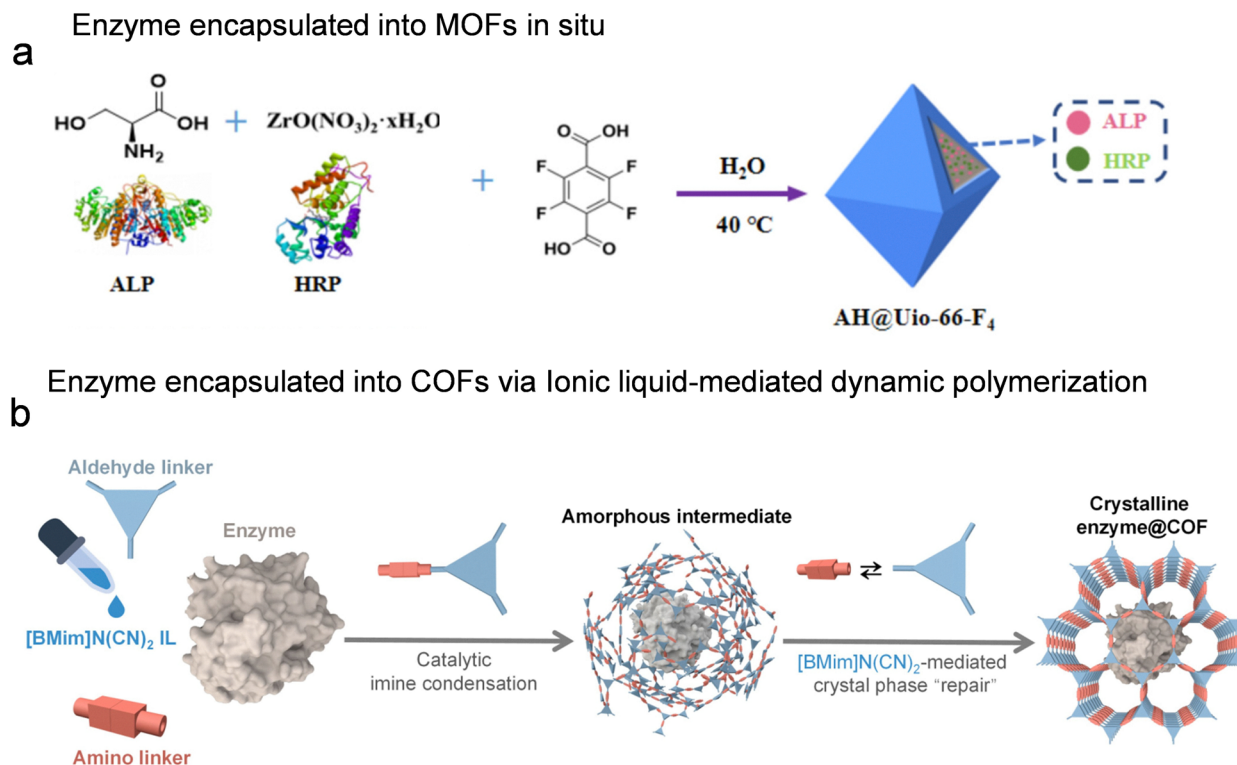 Enzyme encapsulated into MOFs in situ
a
HO
O
OH
NH₂
+
ZrO(NO₃)₂·xH₂O
ALP
HRP
+
O
OH
F
F
F
F
HO
O
H₂O
40 °C
ALP
HRP
AH@Uio-66-F₄
Enzyme encapsulated into COFs via Ionic liquid-mediated dynamic polymerization
b
Aldehyde linker
Enzyme
[BMim]N(CN)₂ IL
Amino linker
Catalytic
imine condensation
Amorphous intermediate
[BMim]N(CN)₂-mediated
crystal phase “repair”
Crystalline
enzyme@COF